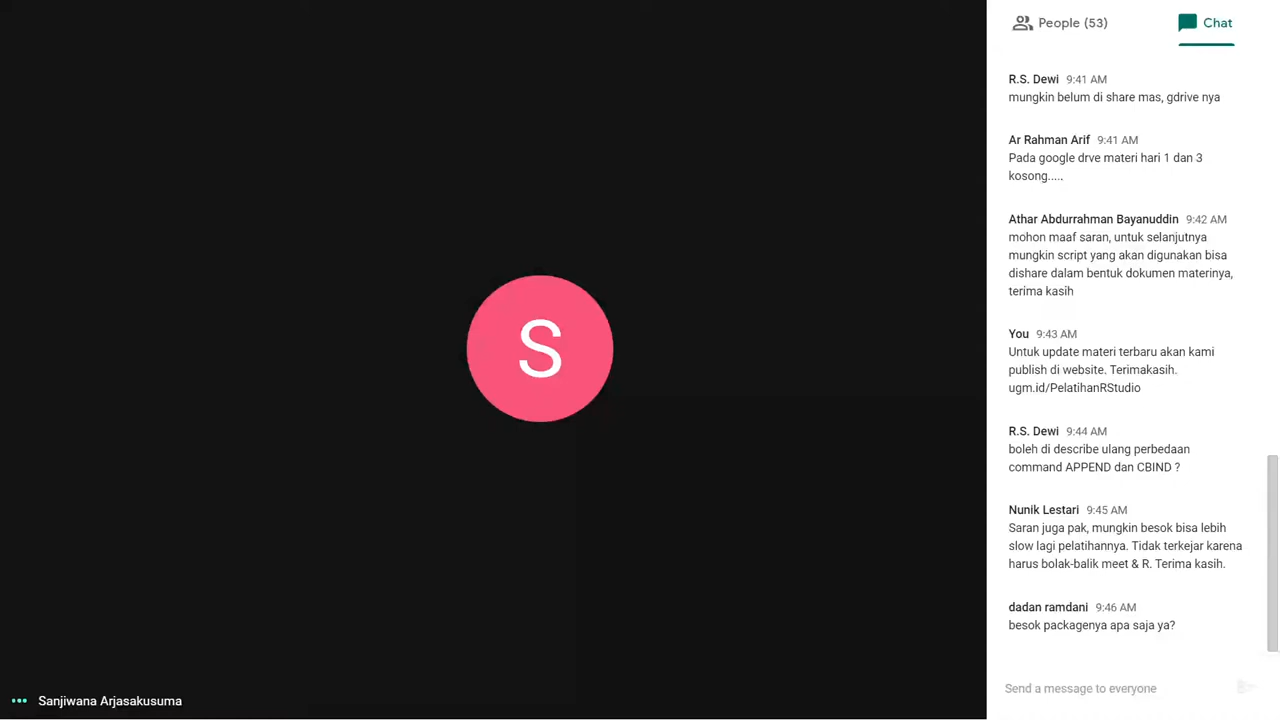 People (53)
Chat
R.S. Dewi 9:41 AM
mungkin belum di share mas, gdrive nya
Ar Rahman Arif 9:41 AM
Pada google drve materi hari 1 dan 3
kosong.....
Athar Abdurrahman Bayanuddin 9:42 AM
mohon maaf saran, untuk selanjutnya
mungkin script yang akan digunakan bisa
dishare dalam bentuk dokumen materinya,
terima kasih
You 9:43 AM
Untuk update materi terbaru akan kami
publish di website. Terimakasih.
ugm.id/PelatihanRStudio
R.S. Dewi 9:44 AM
boleh di describe ulang perbedaan
command APPEND dan CBIND ?
Nunik Lestari 9:45 AM
Saran juga pak, mungkin besok bisa lebih
slow lagi pelatihannya. Tidak terkejar karena
harus bolak-balik meet & R. Terima kasih.
dadan ramdani 9:46 AM
besok packagenya apa saja ya?
Send a message to everyone
S
Sanjiwana Arjasakusuma